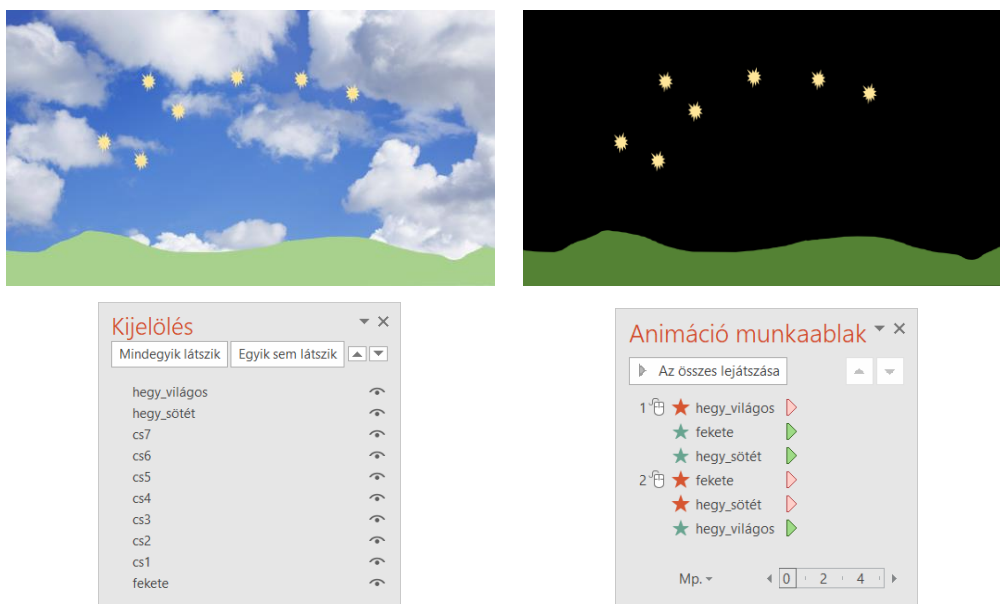 Kijelölés
Mindegyik látszik Egyik sem látszik
hegy_világos
hegy_sötét
cs7
cs6
cs5
cs4
cs3
cs2
cs1
fekete
Animáció munkaablak
Az összes lejátszása
1 hegy_világos
fekete
hegy_sötét
2 fekete
hegy_sötét
hegy_világos
Mp. 0 2 4